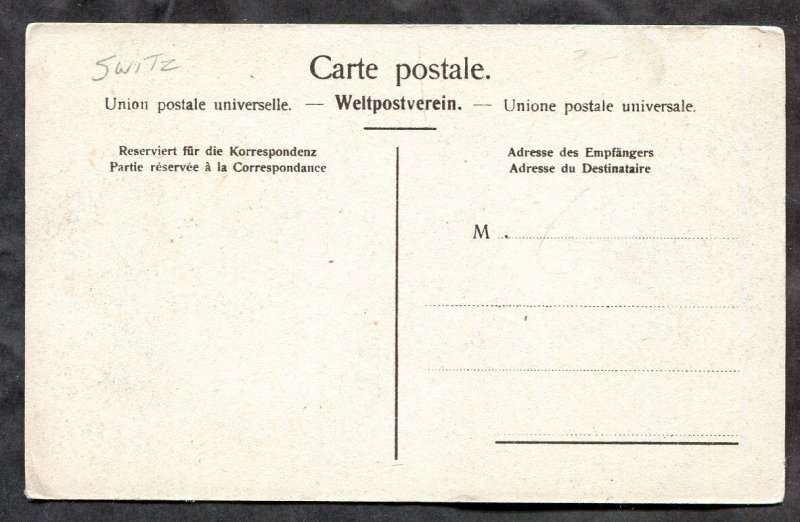 SWITZ
Carte postale.
Union postale universelle. — Weltpostverein. — Unione postale universale.
Reserviert für die Korrespondenz
Partie réservée à la Correspondance
Adresse des Empfängers
Adresse du Destinataire
M.